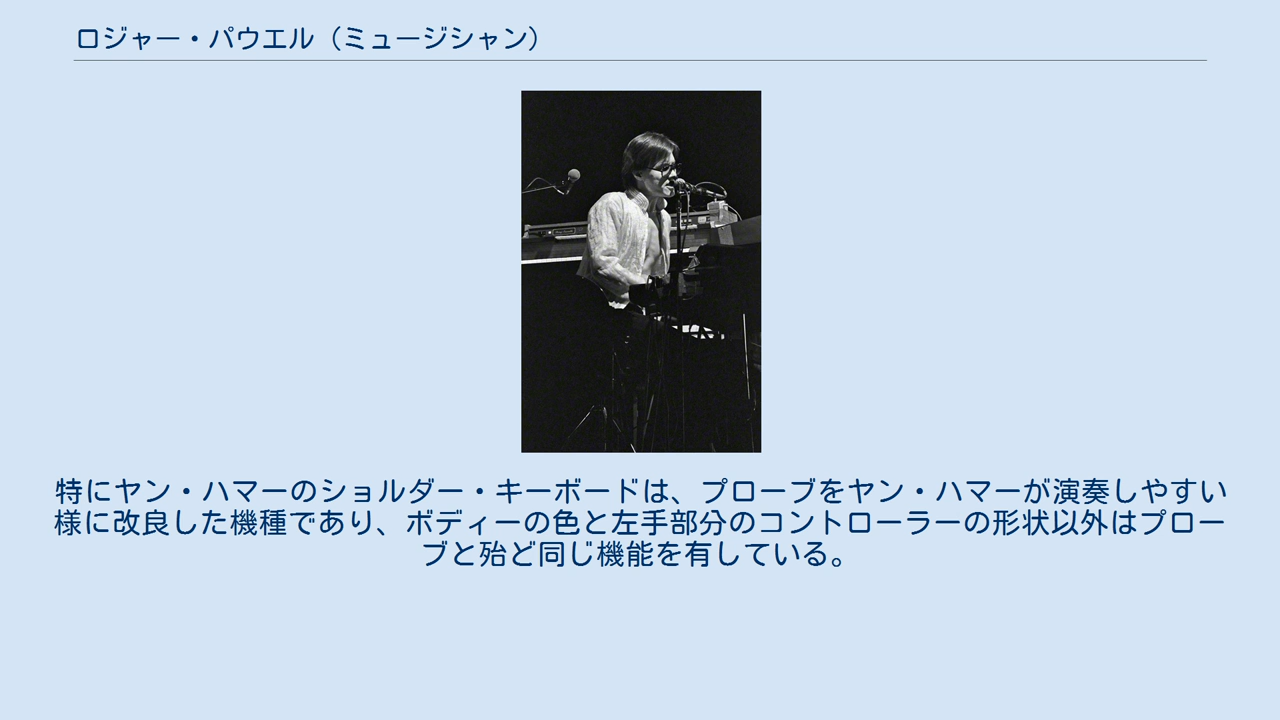 ロジャー・パウエル（ミュージシャン）
特にヤン・ハマーのショルダー・キーボードは、プローブをヤン・ハマーが演奏しやすい
様に改良した機種であり、ボディーの色と左手部分のコントローラーの形状以外はプロー
ブと殆ど同じ機能を有している。